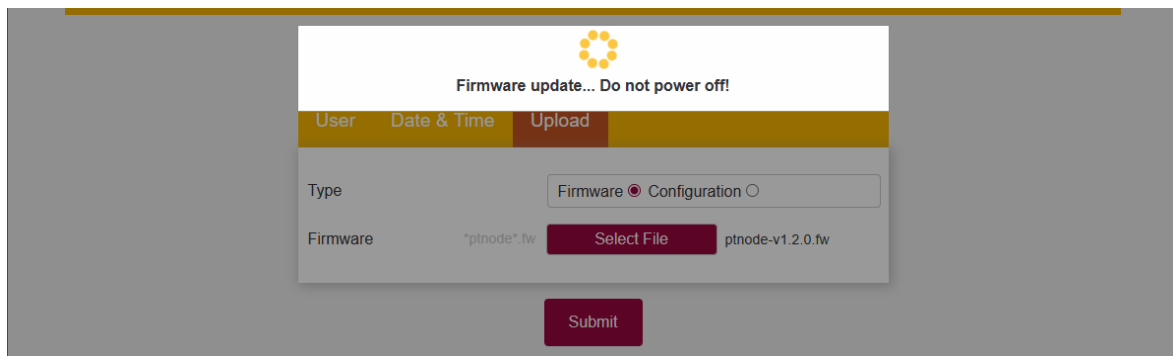 Firmware update... Do not power off!
User Date & Time Upload
Type Firmware Configuration
Firmware *ptnode*.fw Select File ptnode-v1.2.0.fw
Submit